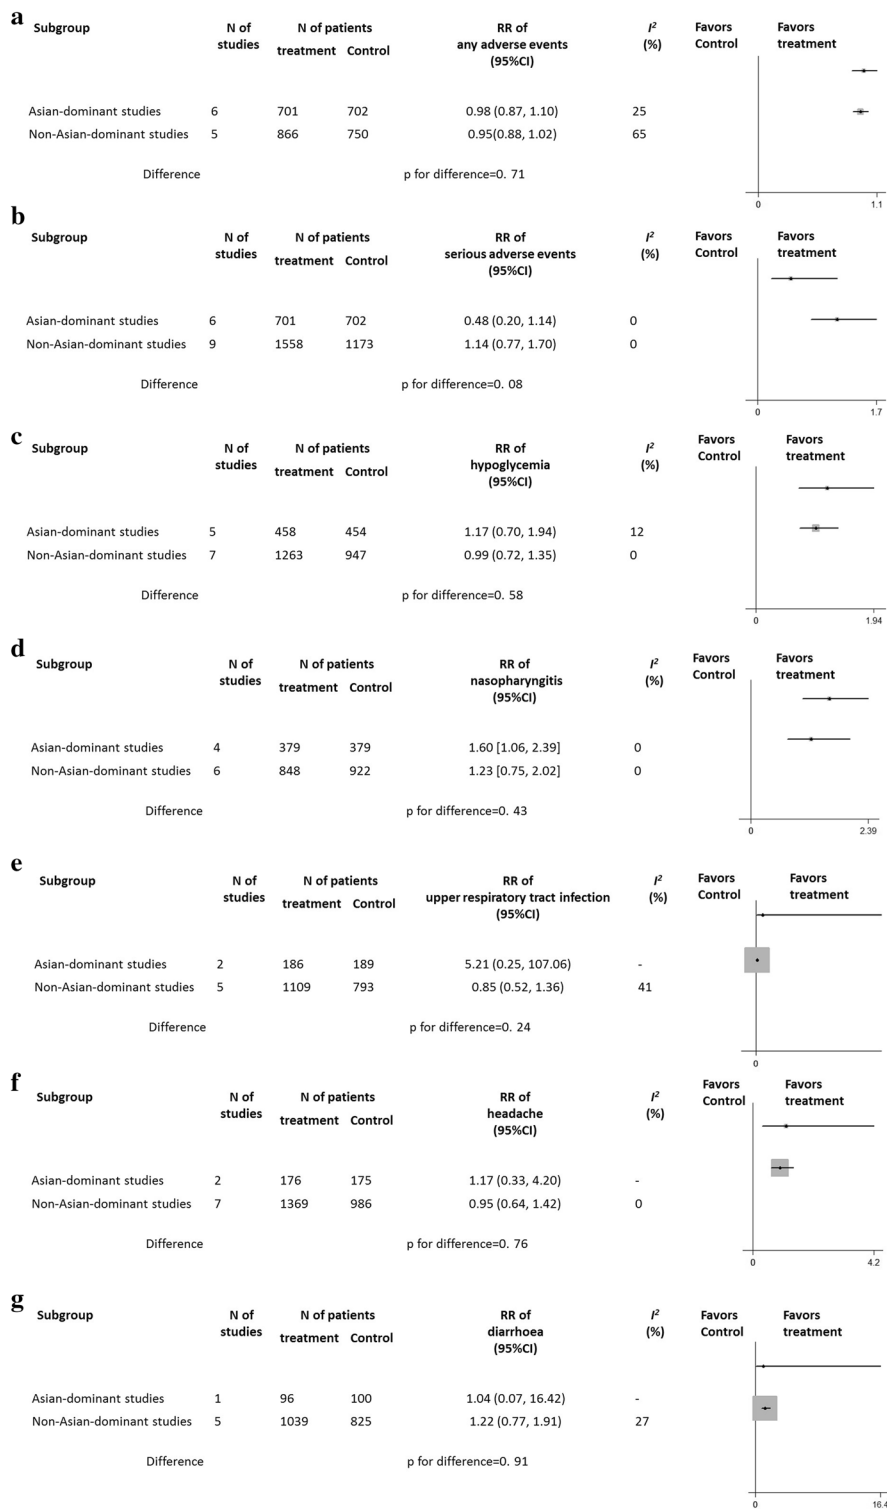 a
Subgroup N of studies N of patients RR of any adverse events (95%CI) I² (%) Favors Control Favors treatment
treatment Control
Asian-dominant studies 6 701 702 0.98 (0.87, 1.10) 25
Non-Asian-dominant studies 5 866 750 0.95(0.88, 1.02) 65
Difference p for difference=0. 71
0 1.1
b
Subgroup N of studies N of patients RR of serious adverse events (95%CI) I² (%) Favors Control Favors treatment
treatment Control
Asian-dominant studies 6 701 702 0.48 (0.20, 1.14) 0
Non-Asian-dominant studies 9 1558 1173 1.14 (0.77, 1.70) 0
Difference p for difference=0. 08
0 1.7
c
Subgroup N of studies N of patients RR of hypoglycemia (95%CI) I² (%) Favors Control Favors treatment
treatment Control
Asian-dominant studies 5 458 454 1.17 (0.70, 1.94) 12
Non-Asian-dominant studies 7 1263 947 0.99 (0.72, 1.35) 0
Difference p for difference=0. 58
0 1.94
d
Subgroup N of studies N of patients RR of nasopharyngitis (95%CI) I² (%) Favors Control Favors treatment
treatment Control
Asian-dominant studies 4 379 379 1.60 [1.06, 2.39] 0
Non-Asian-dominant studies 6 848 922 1.23 [0.75, 2.02] 0
Difference p for difference=0. 43
0 2.39
e
Subgroup N of studies N of patients RR of upper respiratory tract infection (95%CI) I² (%) Favors Control Favors treatment
treatment Control
Asian-dominant studies 2 186 189 5.21 (0.25, 107.06) -
Non-Asian-dominant studies 5 1109 793 0.85 (0.52, 1.36) 41
Difference p for difference=0. 24
0
f
Subgroup N of studies N of patients RR of headache (95%CI) I² (%) Favors Control Favors treatment
treatment Control
Asian-dominant studies 2 176 175 1.17 (0.33, 4.20) -
Non-Asian-dominant studies 7 1369 986 0.95 (0.64, 1.42) 0
Difference p for difference=0. 76
0 4.2
g
Subgroup N of studies N of patients RR of diarrhoea (95%CI) I² (%) Favors Control Favors treatment
treatment Control
Asian-dominant studies 1 96 100 1.04 (0.07, 16.42) -
Non-Asian-dominant studies 5 1039 825 1.22 (0.77, 1.91) 27
Difference p for difference=0. 91
0 16.4